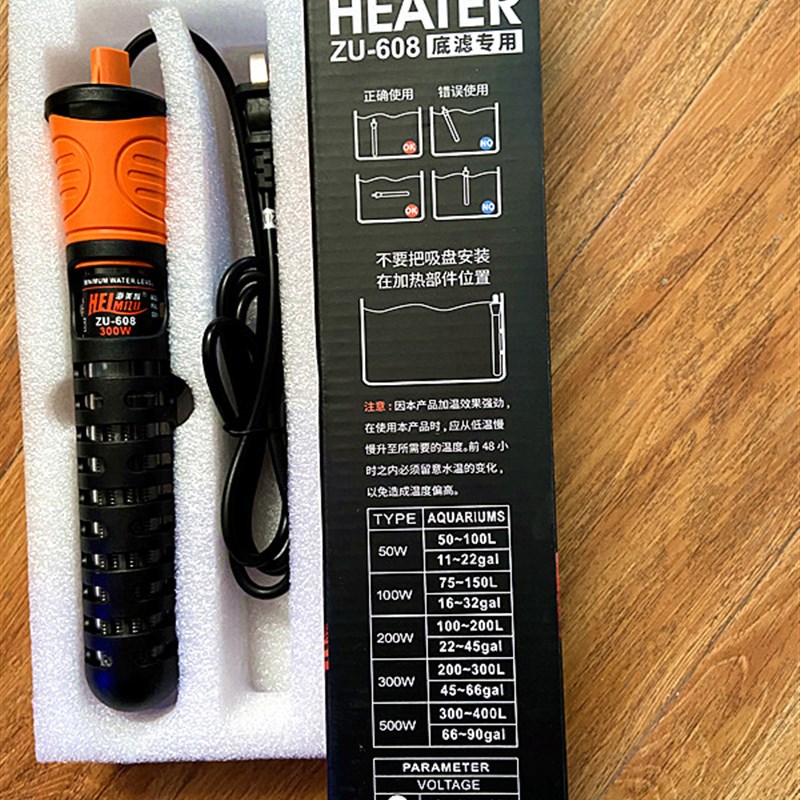 HEATER
ZU-608 底滤专用
正确使用 错误使用
OK NO
OK NO
不要把吸盘安装
在加热部件位置
注意:因本产品加温效果强劲,
在使用本产品时,应从低温慢
慢升至所需要的温度。前 48 小
时之内必须留意水温的变化,
以免造成温度偏高。
TYPE AQUARIUMS
50W 50~100L
11~22gal
100W 75~150L
16~32gal
200W 100~200L
22~45gal
300W 200~300L
45~66gal
500W 300~400L
66~90gal
PARAMETER
VOLTAGE
MINIMUM WATER LEVEL
HEI MIZU
ZU-608
300W